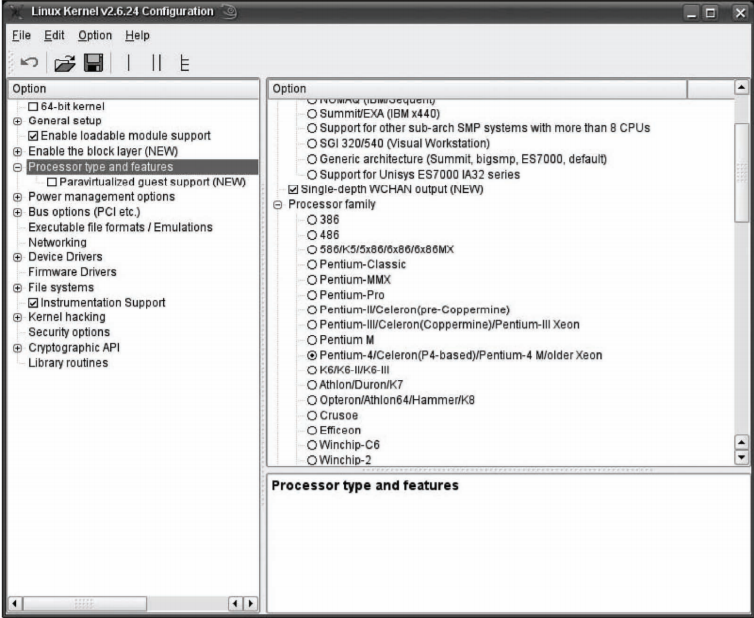 Linux Kernel v2.6.24 Configuration
File Edit Option Help
Option
64-bit kernel
General setup
Enable loadable module support
Enable the block layer (NEW)
Processor type and features
Paravirtualized guest support (NEW)
Power management options
Bus options (PCI etc.)
Executable file formats / Emulations
Networking
Device Drivers
Firmware Drivers
File systems
Instrumentation Support
Kernel hacking
Security options
Cryptographic API
Library routines
Option
NUMAQ (IBM/Sequent)
Summit/EXA (IBM x440)
Support for other sub-arch SMP systems with more than 8 CPUs
SGI 320/540 (Visual Workstation)
Generic architecture (Summit, bigsmp, ES7000, default)
Support for Unisys ES7000 IA32 series
Single-depth WCHAN output (NEW)
Processor family
386
486
586/K5/5x86/6x86/6x86MX
Pentium-Classic
Pentium-MMX
Pentium-Pro
Pentium-II/Celeron(pre-Coppermine)
Pentium-III/Celeron(Coppermine)/Pentium-III Xeon
Pentium M
Pentium-4/Celeron(P4-based)/Pentium-4 M/older Xeon
K6/K6-II/K6-III
Athlon/Duron/K7
Opteron/Athlon64/Hammer/K8
Crusoe
Efficeon
Winchip-C6
Winchip-2
Processor type and features